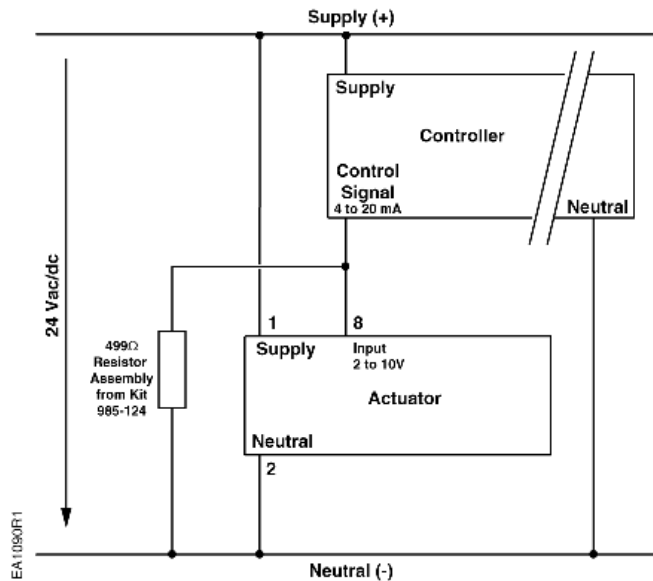 Supply (+)
Supply
Controller
Control
Signal
4 to 20 mA
Neutral
24 Vac/dc
1
8
499Ω
Resistor
Assembly
from Kit
985-124
Supply
Input
2 to 10V
Actuator
Neutral
2
EA1090R1
Neutral (-)